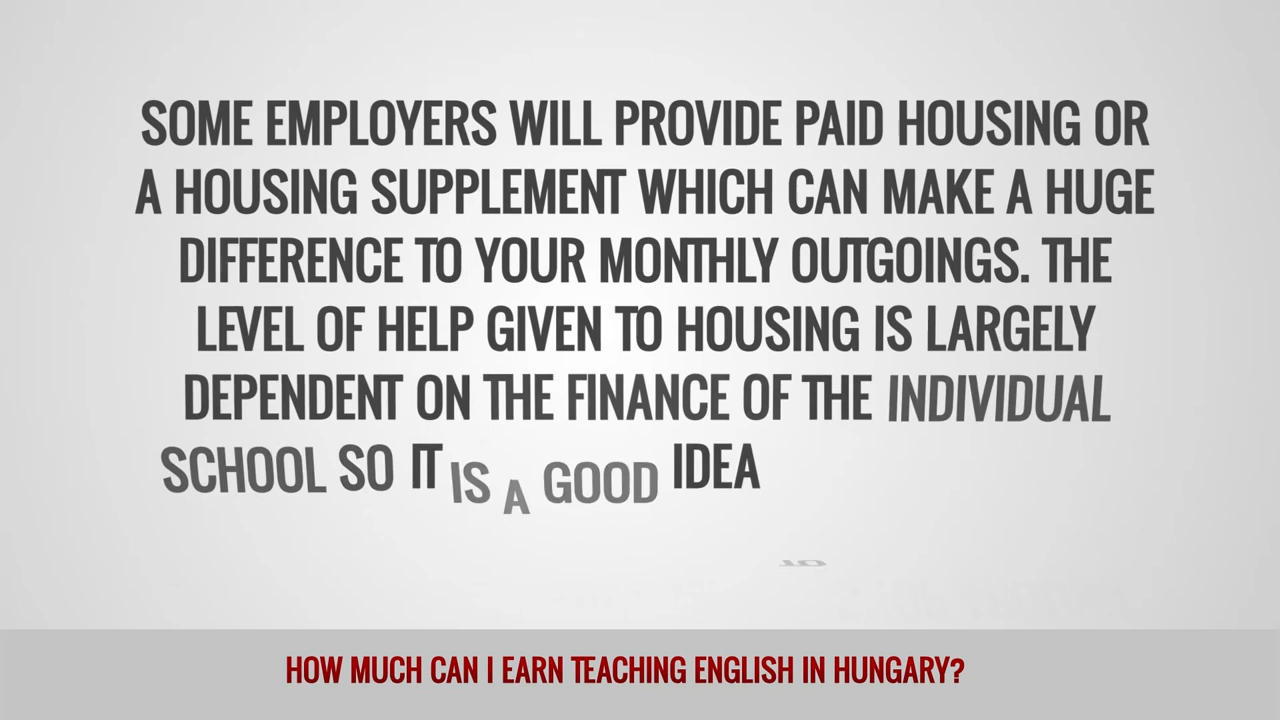 SOME EMPLOYERS WILL PROVIDE PAID HOUSING OR
A HOUSING SUPPLEMENT WHICH CAN MAKE A HUGE
DIFFERENCE TO YOUR MONTHLY OUTGOINGS. THE
LEVEL OF HELP GIVEN TO HOUSING IS LARGELY
DEPENDENT ON THE FINANCE OF THE INDIVIDUAL
SCHOOL SO IT IS A GOOD IDEA
HOW MUCH CAN I EARN TEACHING ENGLISH IN HUNGARY?